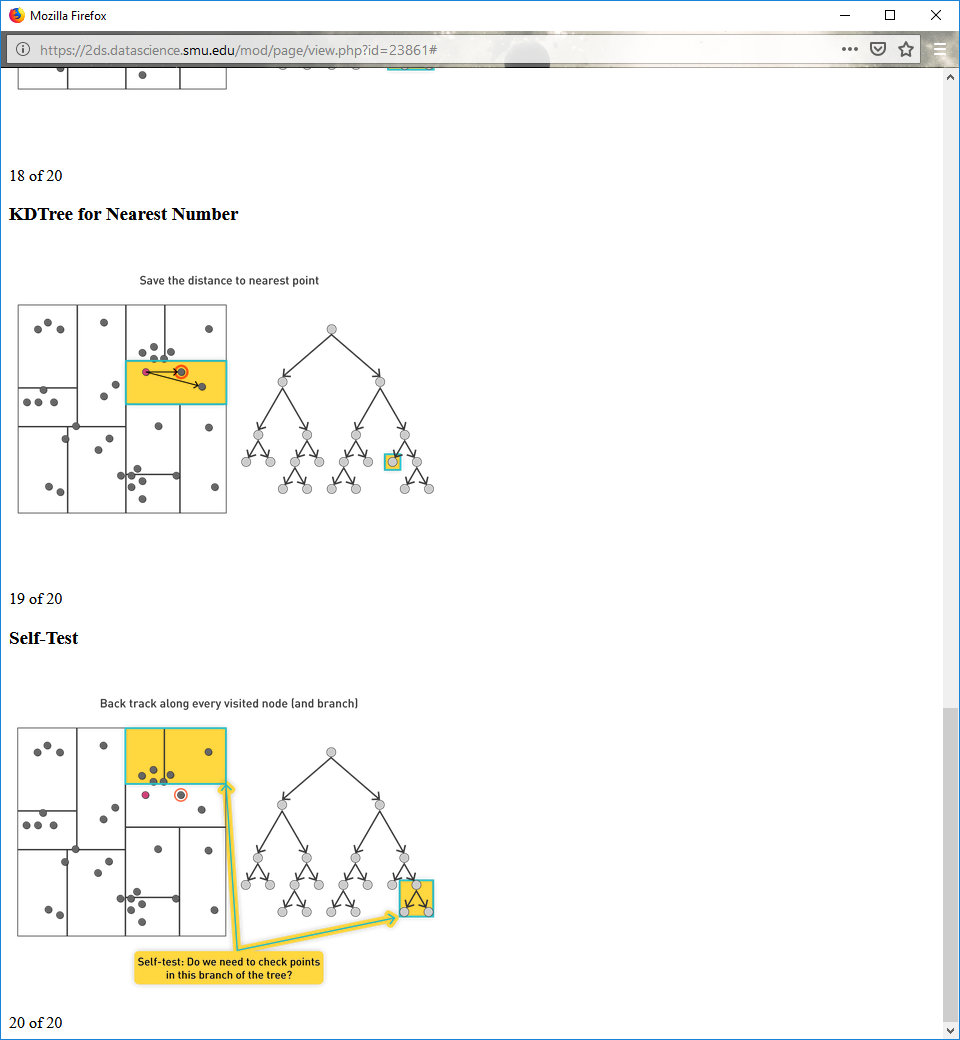 Mozilla Firefox
https://2ds.datascience.smu.edu/mod/page/view.php?id=23861#
18 of 20
KDTree for Nearest Number
Save the distance to nearest point
19 of 20
Self-Test
Back track along every visited node (and branch)
Self-test: Do we need to check points
in this branch of the tree?
20 of 20